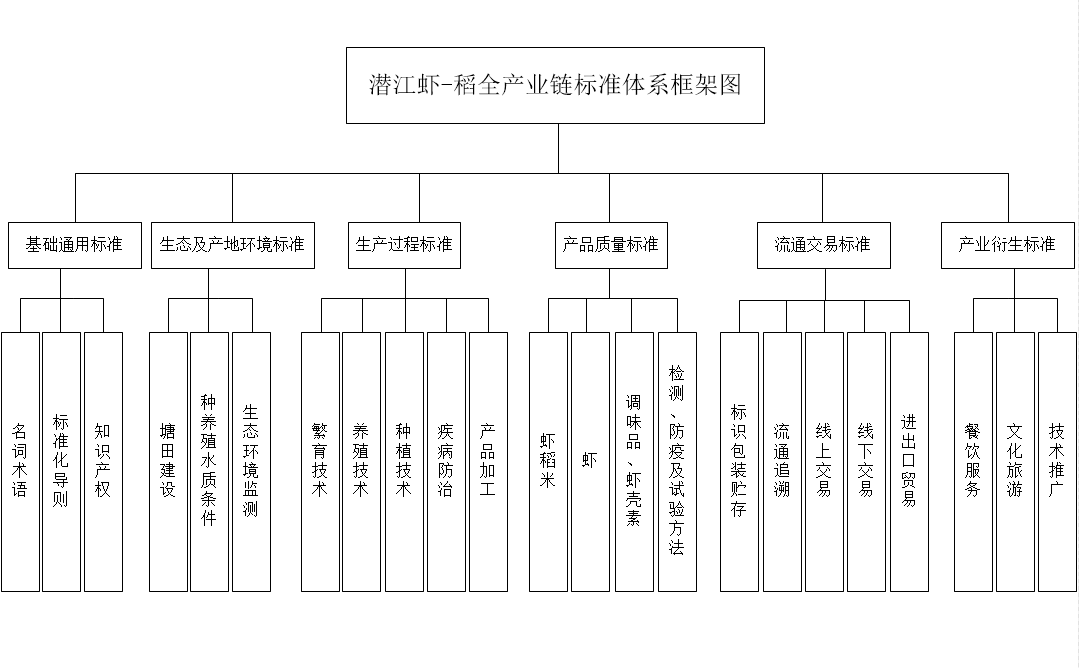 潜江虾-稻全产业链标准体系框架图
基础通用标准
生态及产地环境标准
生产过程标准
产品质量标准
流通交易标准
产业衍生标准
名词术语
标准化导则
知识产权
塘田建设
种养殖水质条件
生态环境监测
繁育技术
养殖技术
种植技术
疾病防治
产品加工
虾稻米
虾
调味品、虾壳素
检测、防疫及试验方法
标识包装贮存
流通追溯
线上交易
线下交易
进出口贸易
餐饮服务
文化旅游
技术推广